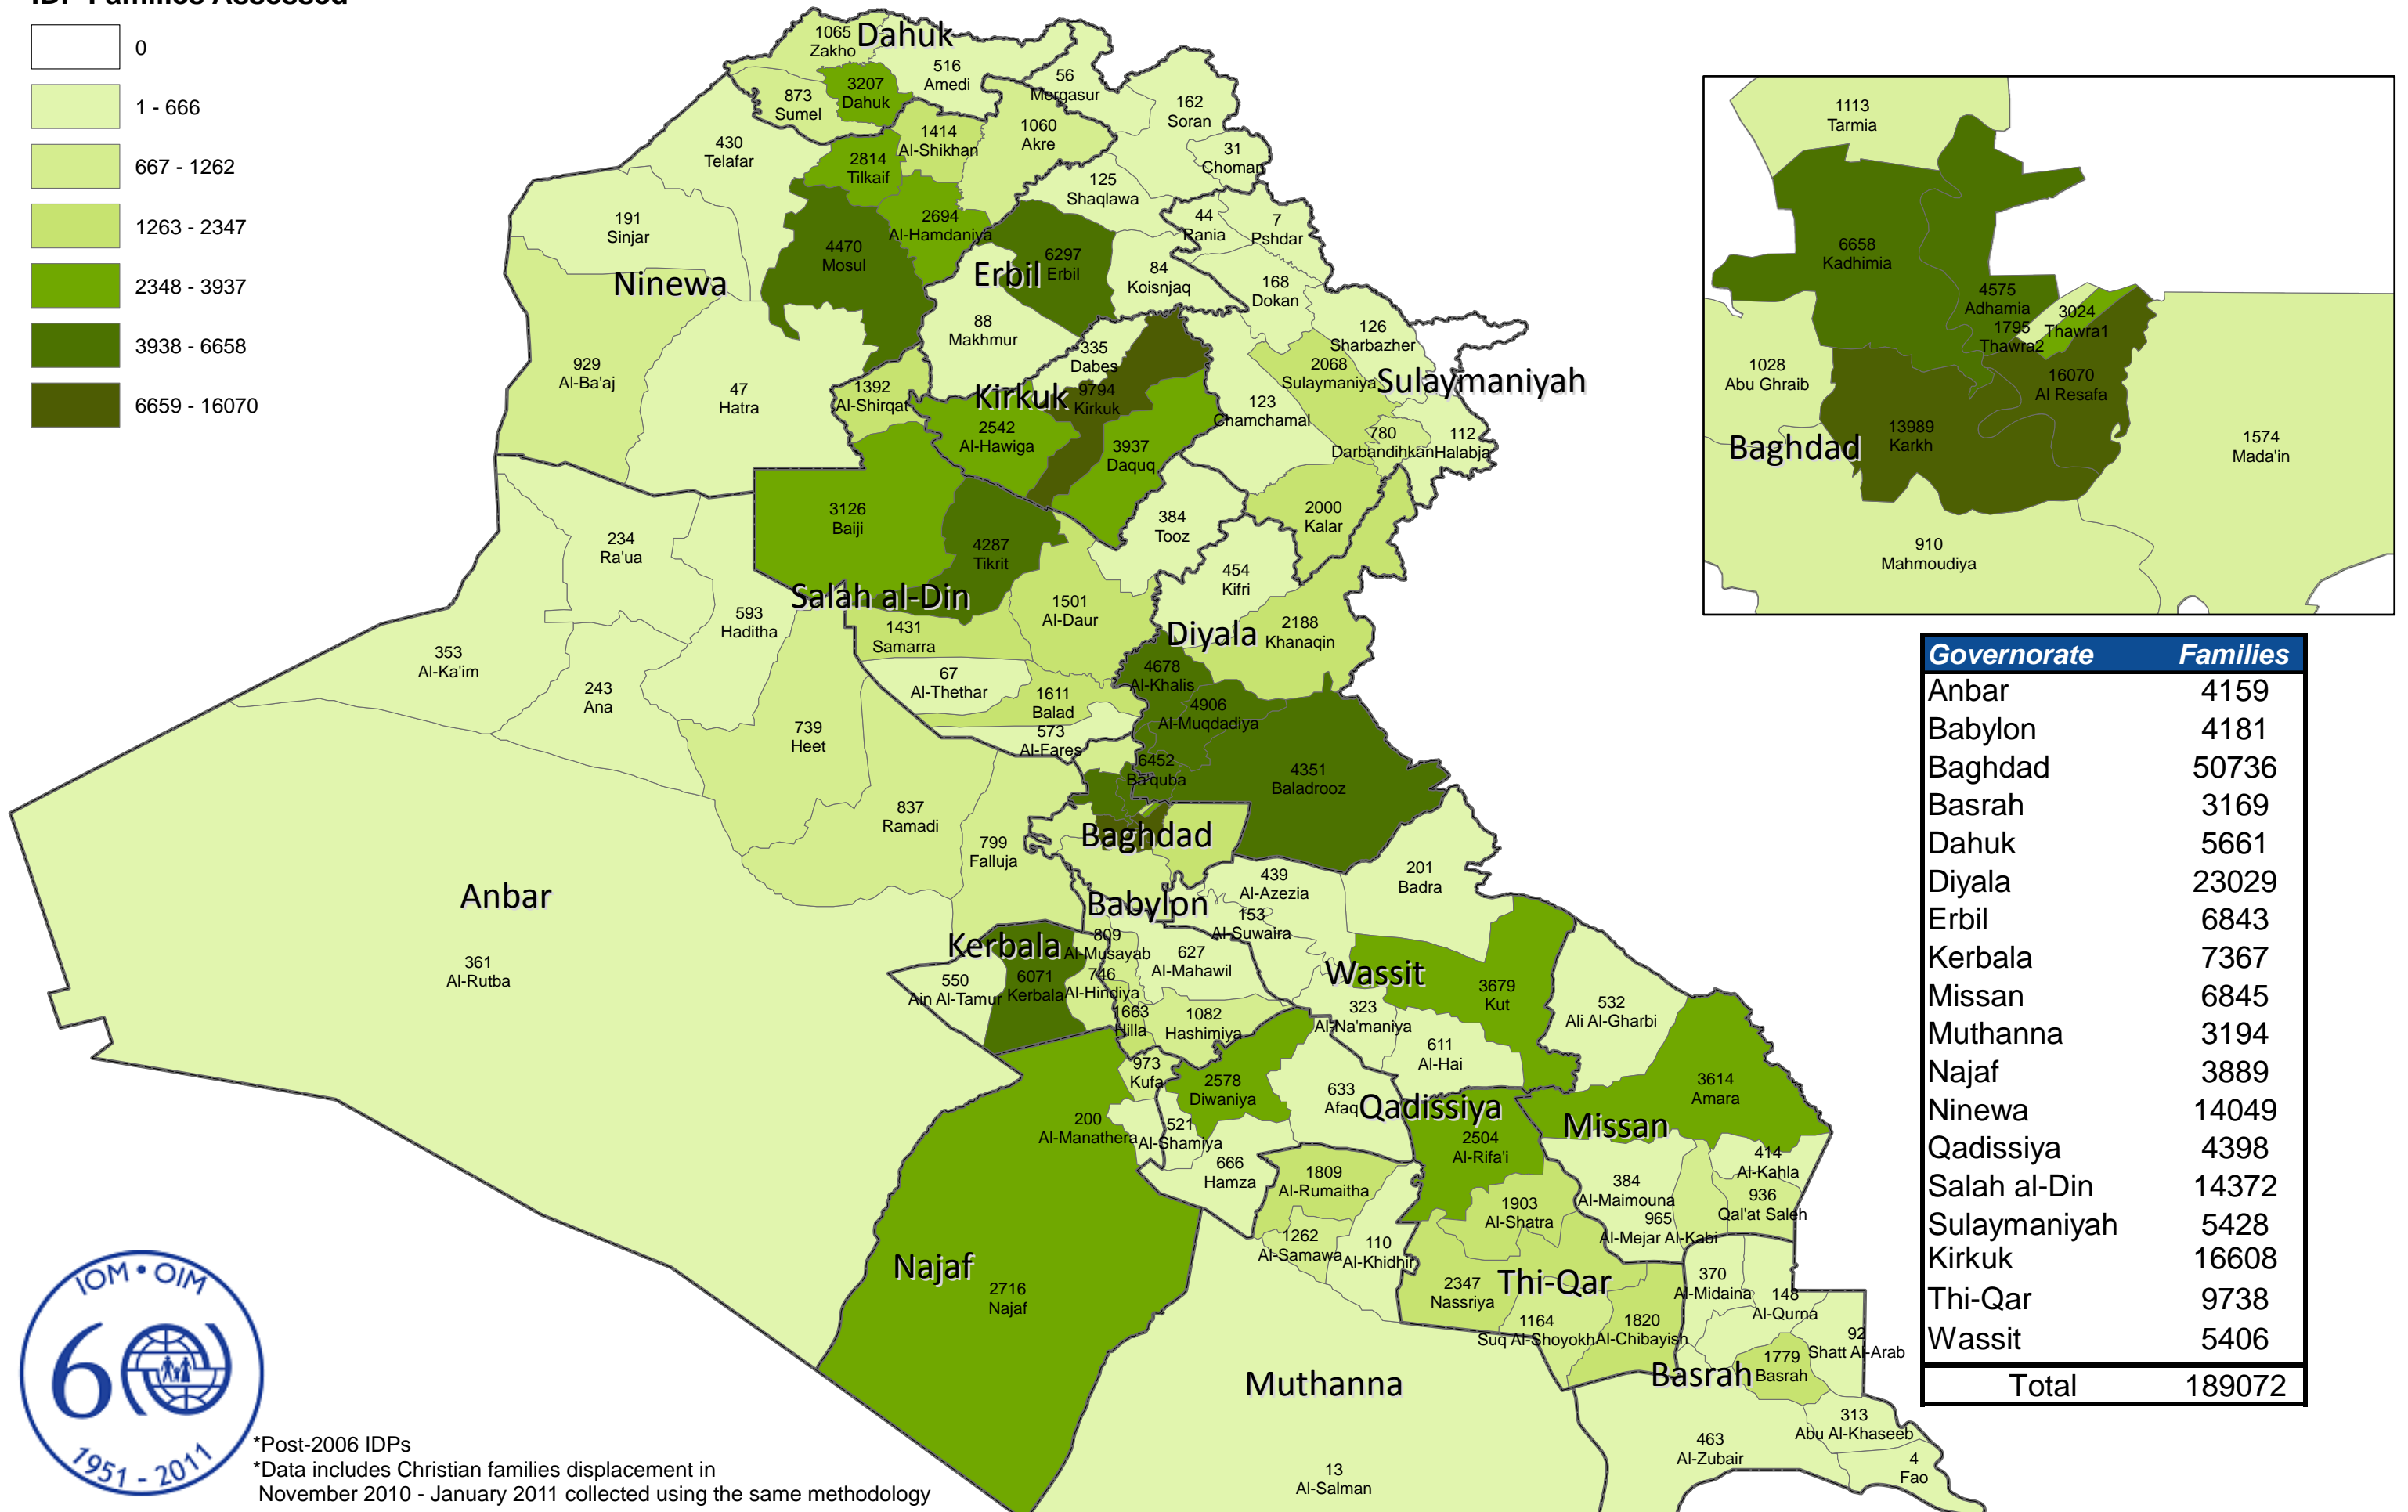 IDP Families Assessed
0
1 - 666
667 - 1262
1263 - 2347
2348 - 3937
3938 - 6658
6659 - 16070
Dahuk
1065
Zakho
516
Amedi
3207
Dahuk
873
Sumel
56
Mergasur
162
Soran
1060
Akre
1414
Al-Shikhan
31
Choman
430
Telafar
2814
Tilkaif
125
Shaqlawa
191
Sinjar
2694
Al-Hamdaniya
44
Rania
7
Pshdar
4470
Mosul
Ninewa
Erbil
6297
Erbil
84
Koisnjaq
168
Dokan
88
Makhmur
126
Sharbazher
335
Dabes
929
Al-Ba'aj
47
Hatra
1392
Al-Shirqat
2068
Sulaymaniya
Sulaymaniyah
Kirkuk
9794
Kirkuk
123
Chamchamal
2542
Al-Hawiga
3937
Daquq
780
Darbandihkan
112
Halabja
3126
Baiji
384
Tooz
2000
Kalar
234
Ra'ua
4287
Tikrit
454
Kifri
Salah al-Din
593
Haditha
1501
Al-Daur
1431
Samarra
Diyala
2188
Khanaqin
353
Al-Ka'im
67
Al-Thethar
4678
Al-Khalis
243
Ana
1611
Balad
4906
Al-Muqdadiya
739
Heet
573
Al-Fares
6452
Ba'quba
4351
Baladrooz
837
Ramadi
799
Falluja
Baghdad
201
Badra
439
Al-Azezia
Anbar
Babylon
153
Al-Suwaira
Kerbala
809
Al-Musayab
627
Al-Mahawil
Wassit
361
Al-Rutba
550
Ain Al-Tamur
6071
Kerbala
746
Al-Hindiya
3679
Kut
532
Ali Al-Gharbi
1663
Hilla
1082
Hashimiya
323
Al-Na'maniya
611
Al-Hai
973
Kufa
2578
Diwaniya
633
Afaq
Qadissiya
3614
Amara
Missan
200
Al-Manathera
521
Al-Shamiya
2504
Al-Rifa'i
414
Al-Kahla
666
Hamza
1809
Al-Rumaitha
384
Al-Maimouna
936
Qal'at Saleh
1903
Al-Shatra
965
Al-Mejar Al-Kabi
1262
Al-Samawa
110
Al-Khidhir
Najaf
2716
Najaf
2347
Nassriya
Thi-Qar
370
Al-Midaina
148
Al-Qurna
1164
Suq Al-Shoyokh
1820
Al-Chibayish
92
Shatt Al-Arab
Muthanna
Basrah
1779
Basrah
313
Abu Al-Khaseeb
463
Al-Zubair
4
Fao
13
Al-Salman
1113
Tarmia
6658
Kadhimia
4575
Adhamia
3024
Thawra1
1795
Thawra2
1028
Abu Ghraib
16070
Al Resafa
13989
Karkh
Baghdad
1574
Mada'in
910
Mahmoudiya
Governorate Families
Anbar 4159
Babylon 4181
Baghdad 50736
Basrah 3169
Dahuk 5661
Diyala 23029
Erbil 6843
Kerbala 7367
Missan 6845
Muthanna 3194
Najaf 3889
Ninewa 14049
Qadissiya 4398
Salah al-Din 14372
Sulaymaniyah 5428
Kirkuk 16608
Thi-Qar 9738
Wassit 5406
Total 189072
IOM • OIM
60
1951 - 2011
*Post-2006 IDPs
*Data includes Christian families displacement in
November 2010 - January 2011 collected using the same methodology